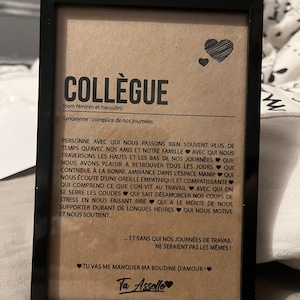 COLLÈGUE
(nom féminin et masculin)
Synonyme : complice de nos journées.
PERSONNE AVEC QUI NOUS PASSONS BIEN SOUVENT PLUS DE
TEMPS QU'AVEC NOS AMIS ET NOTRE FAMILLE ♥ AVEC QUI NOUS
TRAVERSONS LES HAUTS ET LES BAS DE NOS JOURNÉES ♥ QUE
NOUS AVONS PLAISIR À RETROUVER TOUS LES JOURS ♥ QUI
CONTRIBUE À LA BONNE AMBIANCE DANS L'ESPACE MANIP ♥ QUI
NOUS ÉCOUTE D'UNE OREILLE EMPATHIQUE ET COMPATISSANTE ♥
QUI COMPREND CE QUE L'ON VIT AU TRAVAIL ♥ AVEC QUI ON
SE SERRE LES COUDES ♥ QUI SAIT DÉSAMORCER NOS COUPS DE
STRESS EN NOUS FAISANT RIRE ♥ QUI A LE MÉRITE DE NOUS
SUPPORTER DURANT DE LONGUES HEURES ♥ QUI NOUS MOTIVE
ET NOUS SOUTIENT...
... ET SANS QUI NOS JOURNÉES DE TRAVAIL
NE SERAIENT PAS LES MÊMES !
♥ TU VAS ME MANQUER MA BOUDINE D'AMOUR ! ♥
Ta Assello♥